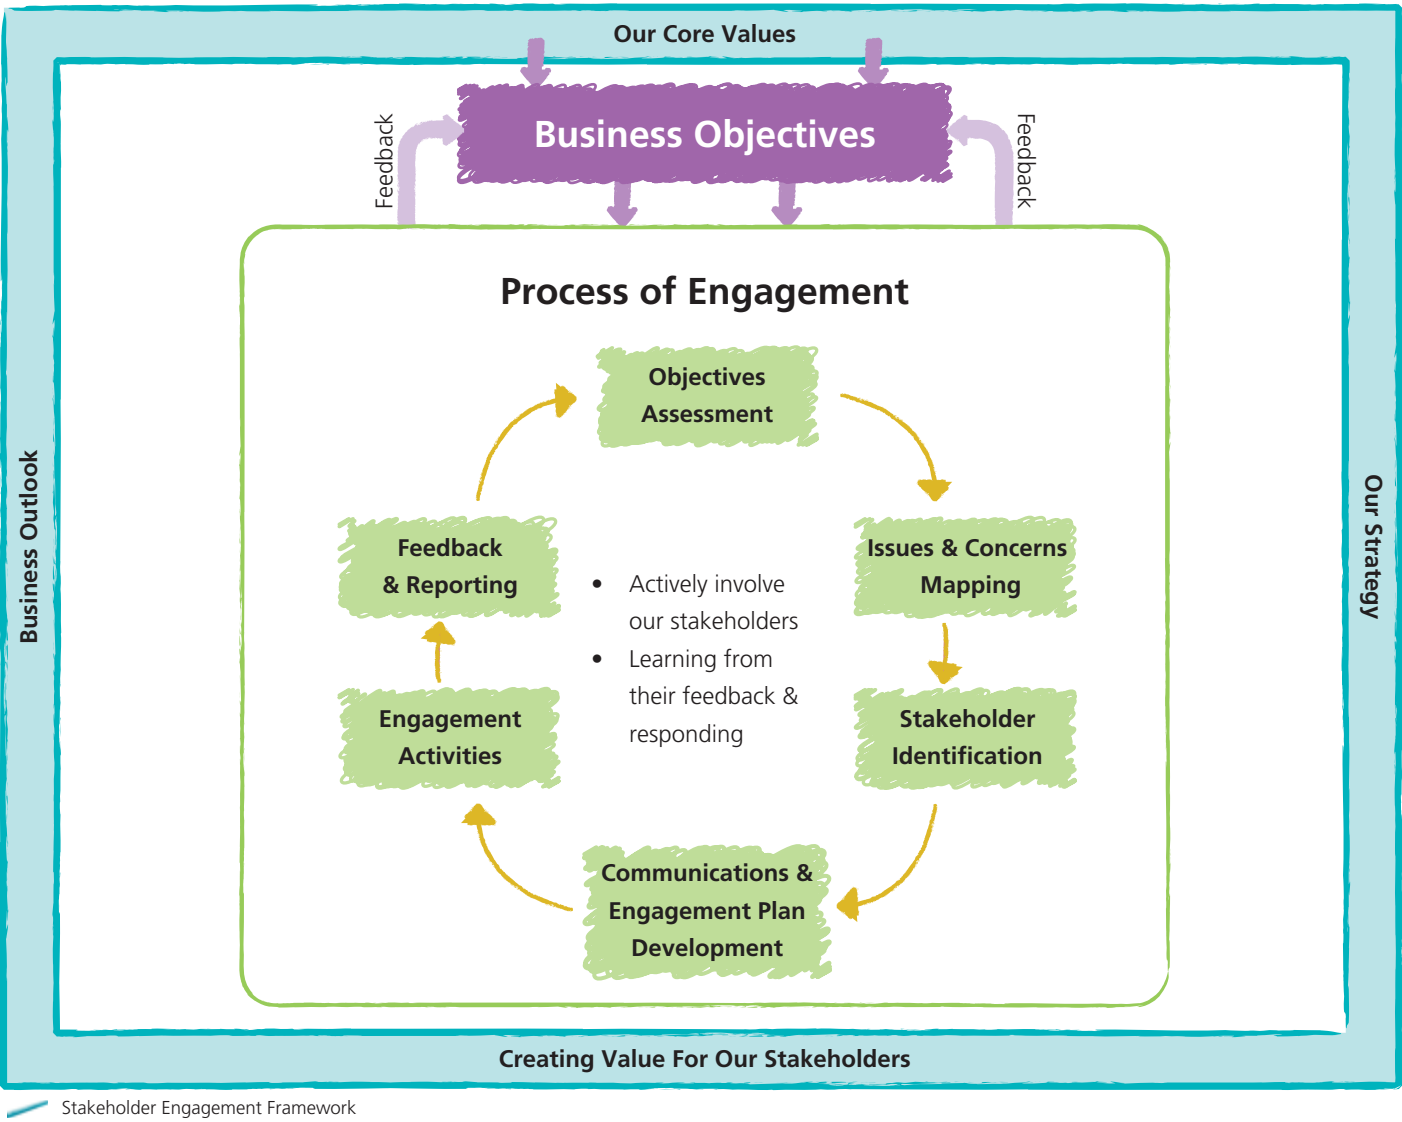 Our Core Values
Business Objectives
Feedback
Feedback
Process of Engagement
Objectives
Assessment
Issues & Concerns
Mapping
Stakeholder
Identification
Communications &
Engagement Plan
Development
Engagement
Activities
Feedback
& Reporting
• Actively involve
our stakeholders
• Learning from
their feedback &
responding
Business Outlook
Our Strategy
Creating Value For Our Stakeholders
Stakeholder Engagement Framework